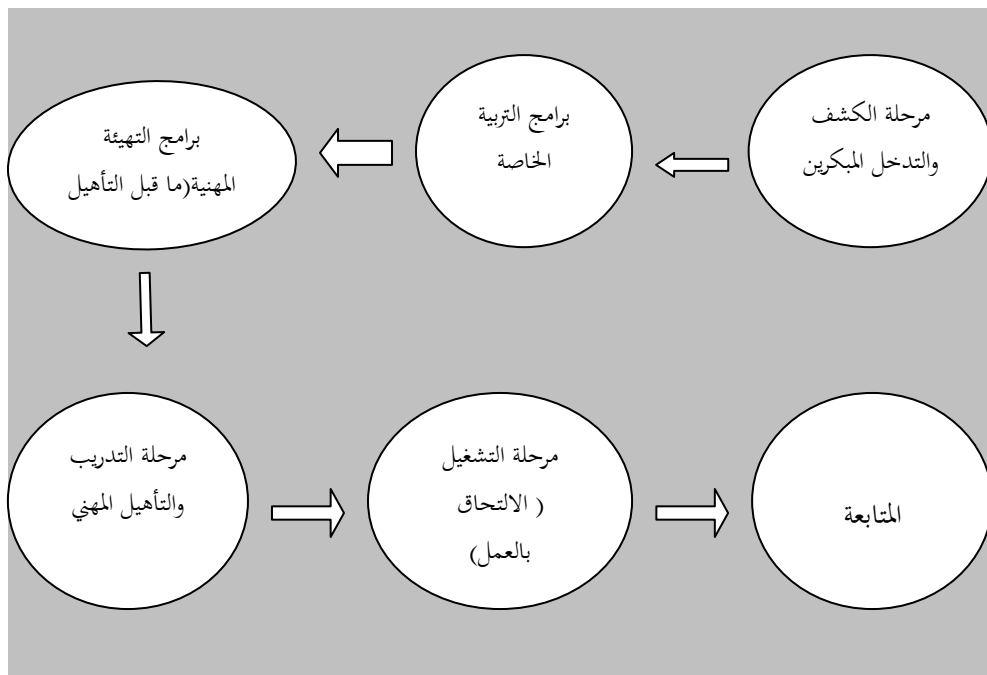 مرحلة الكشف
والتدخل المبكرين
برامج التربية
الخاصة
برامج التهيئة
المهنية(ما قبل التأهيل
مرحلة التدريب
والتأهيل المهني
مرحلة التشغيل
( الالتحاق
بالعمل)
المتابعة